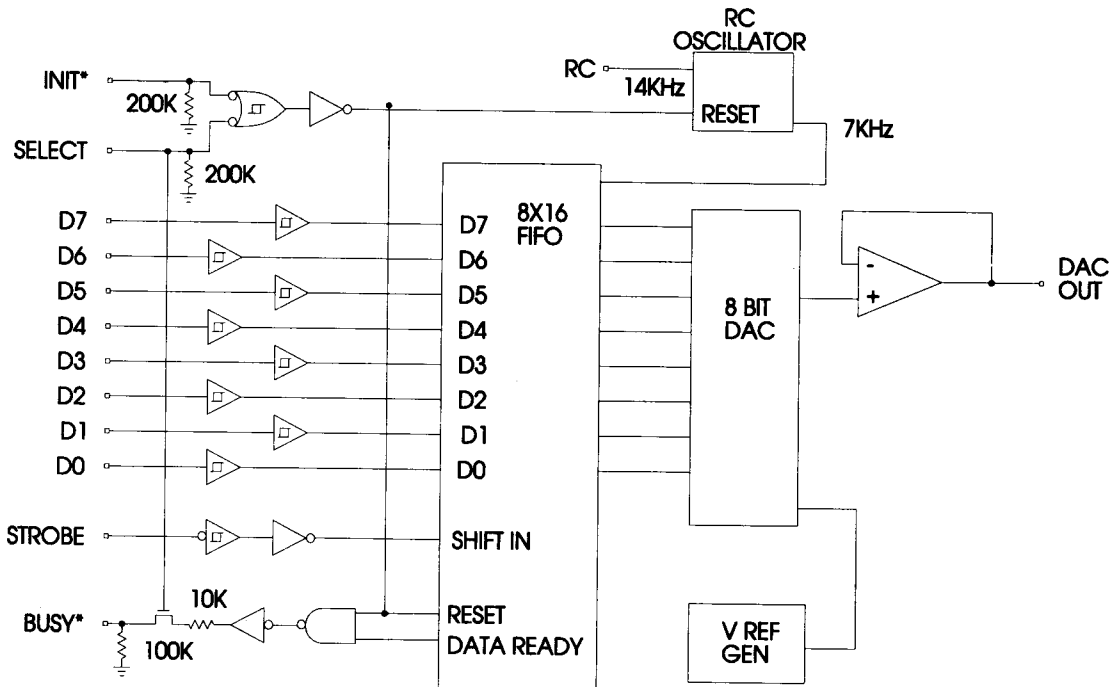 RC
OSCILLATOR
INIT*
RC
14KHz
200K
RESET
7KHz
SELECT
200K
8X16
FIFO
D7
D7
D6
D6
D5
D5
D4
D4
D3
D3
D2
D2
D1
D1
D0
D0
8 BIT
DAC
-
+
DAC
OUT
STROBE
SHIFT IN
BUSY*
10K
100K
RESET
DATA READY
V REF
GEN